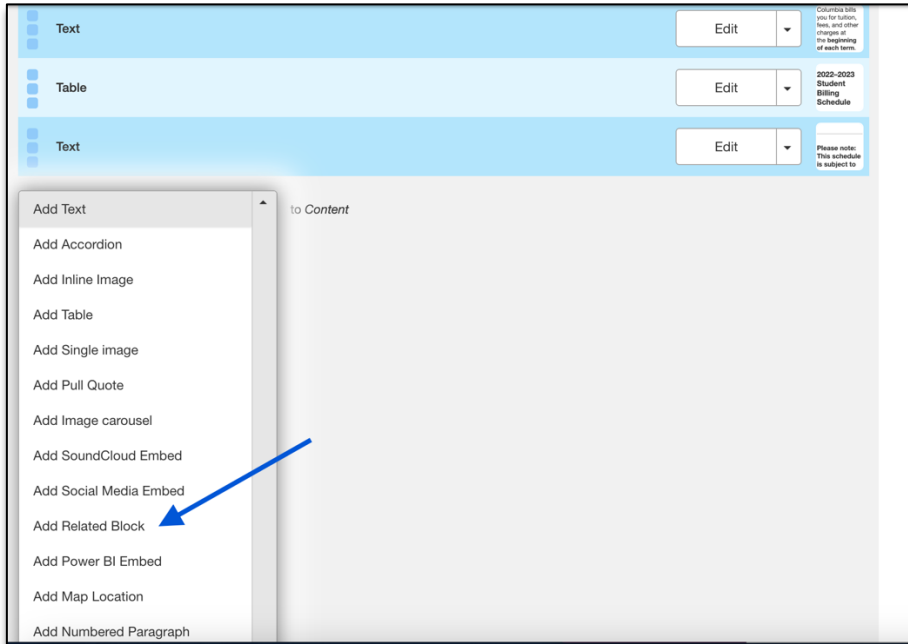 Columbia bills
you for tuition,
fees, and other
charges at
the beginning
of each term.
Text
Edit
Table
Edit
2022–2023
Student
Billing
Schedule
Text
Edit
Please note:
This schedule
is subject to
Add Text
to Content
Add Accordion
Add Inline Image
Add Table
Add Single image
Add Pull Quote
Add Image carousel
Add SoundCloud Embed
Add Social Media Embed
Add Related Block
Add Power BI Embed
Add Map Location
Add Numbered Paragraph